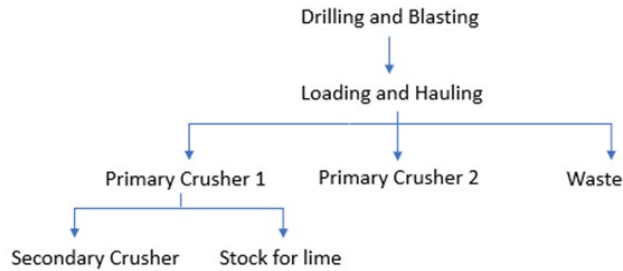 Drilling and Blasting
Loading and Hauling
Primary Crusher 1
Primary Crusher 2
Waste
Secondary Crusher
Stock for lime